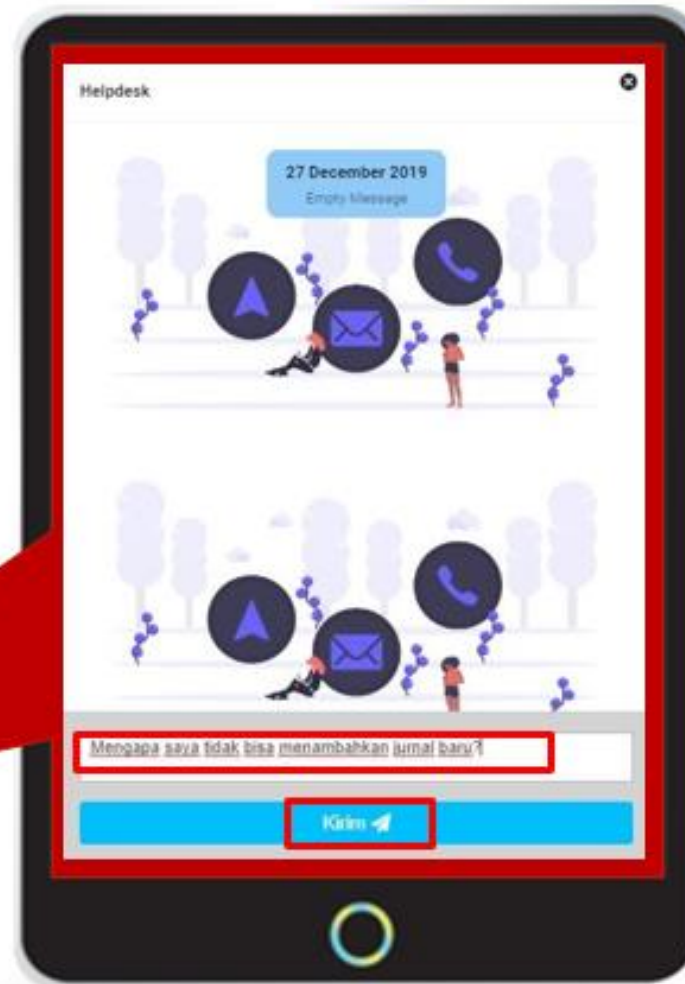 Helpdesk
27 December 2019
Empty Message
Mengapa saya tidak bisa menambahkan jurnal baru?
Kirim